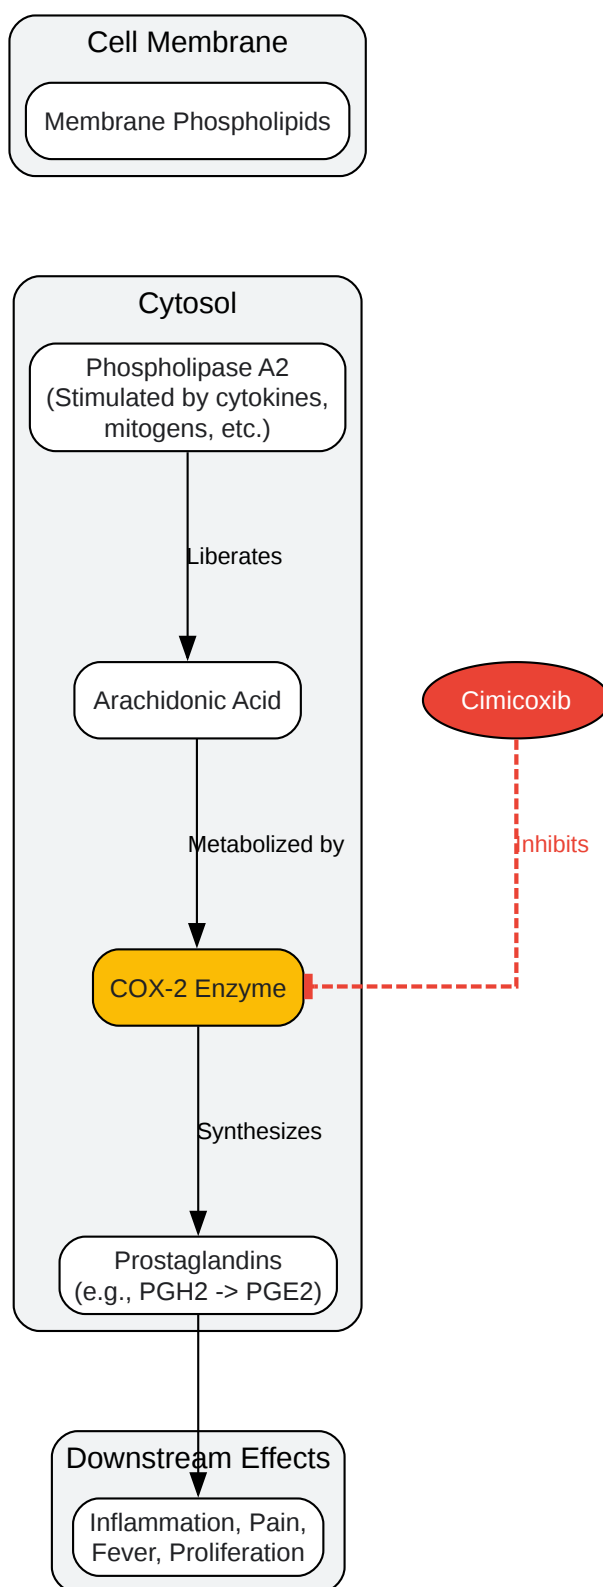 Cell Membrane
Membrane Phospholipids
Cytosol
Phospholipase A2
(Stimulated by cytokines,
mitogens, etc.)
Liberates
Arachidonic Acid
Cimicoxib
Metabolized by
Inhibits
COX-2 Enzyme
Synthesizes
Prostaglandins
(e.g., PGH2 -> PGE2)
Downstream Effects
Inflammation, Pain,
Fever, Proliferation